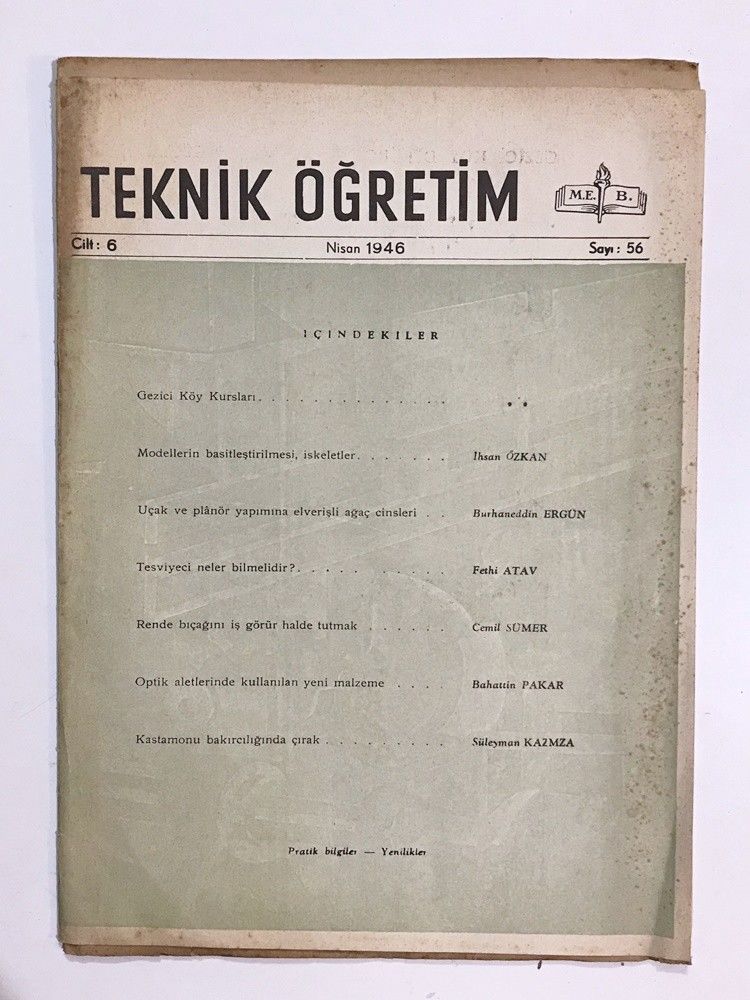 TEKNİK ÖĞRETİM
M.E. B.
Cilt: 6 Nisan 1946 Sayı: 56
İÇİNDEKİLER
Gezici Köy Kursları. . . . . . . . . . . . . .
Modellerin basitleştirilmesi, iskeletler. . . . . . . İhsan ÖZKAN
Uçak ve plânör yapımına elverişli ağaç cinsleri . . Burhaneddin ERGÜN
Tesviyeci neler bilmelidir?. . . . . . . . . . Fethi ATAV
Rende bıçağını iş görür halde tutmak . . . . . . Cemil SÜMER
Optik aletlerinde kullanılan yeni malzeme . . . . Bahattin PAKAR
Kastamonu bakırcılığında çırak . . . . . . . . . Süleyman
Pratik bilgiler — Yenilikler